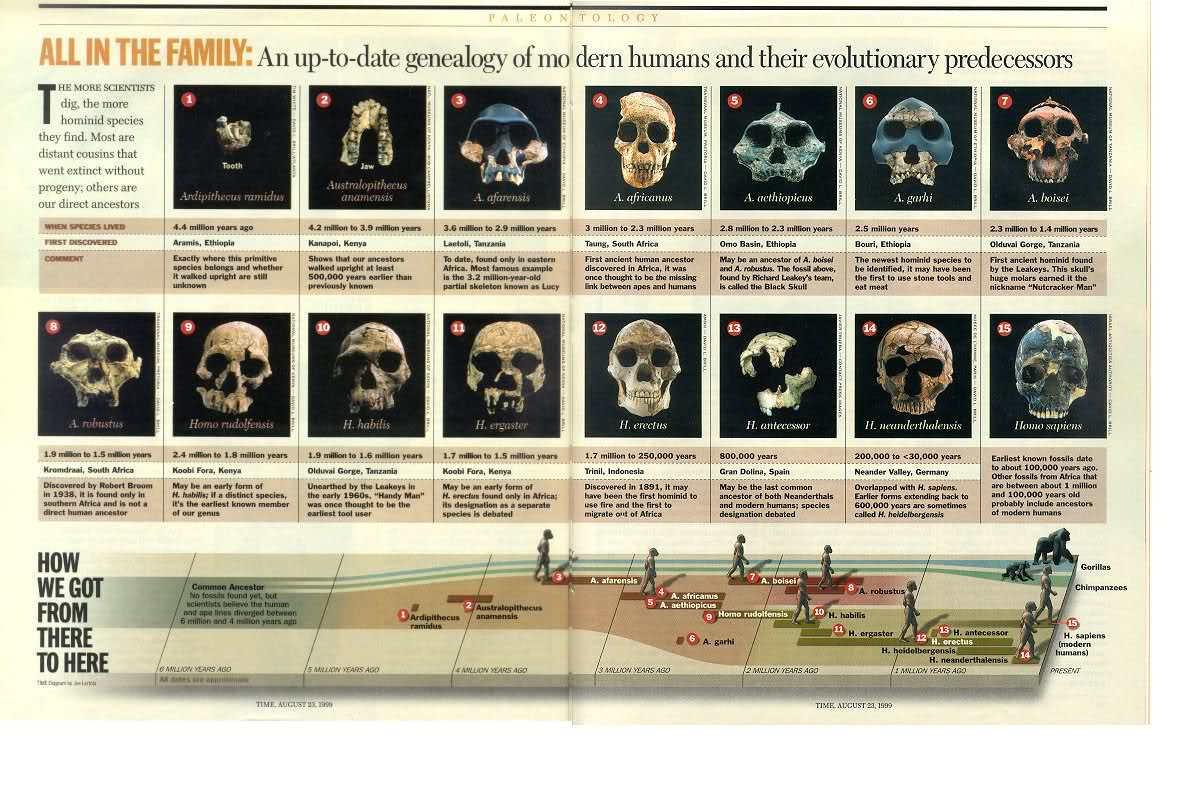 PALEONTOLOGY
ALL IN THE FAMILY: An up-to-date genealogy of modern humans and their evolutionary predecessors
THE MORE SCIENTISTS
dig, the more
hominid species
they find. Most are
distant cousins that
went extinct without
progeny; others are
our direct ancestors
1
Tooth
Ardipithecus ramidus
2
Jaw
Australopithecus
anamensis
3
A. afarensis
4
A. africanus
5
A. aethiopicus
6
A. garhi
7
A. boisei
WHEN SPECIES LIVED
FIRST DISCOVERED
COMMENT
4.4 million years ago
Aramis, Ethiopia
Exactly where this primitive
species belongs and whether
it walked upright are still
unknown
4.2 million to 3.9 million years
Kanapoi, Kenya
Shows that our ancestors
walked upright at least
500,000 years earlier than
previously known
3.6 million to 2.9 million years
Laetoli, Tanzania
To date, found only in eastern
Africa. Most famous example
is the 3.2 million-year-old
partial skeleton known as Lucy
3 million to 2.3 million years
Taung, South Africa
First ancient human ancestor
discovered in Africa, it was
once thought to be the missing
link between apes and humans
2.8 million to 2.3 million years
Omo Basin, Ethiopia
May be an ancestor of A. boisei
and A. robustus. The fossil above,
found by Richard Leakey's team,
is called the Black Skull
2.5 million years
Bouri, Ethiopia
The newest hominid species to
be identified, it may have been
the first to use stone tools and
eat meat
2.3 million to 1.4 million years
Olduvai Gorge, Tanzania
First ancient hominid found
by the Leakeys. This skull's
huge molars earned it the
nickname "Nutcracker Man"
8
A. robustus
9
Homo rudolfensis
10
H. habilis
11
H. ergaster
12
H. erectus
13
H. antecessor
14
H. neanderthalensis
15
Homo sapiens
1.9 million to 1.5 million years
Kromdraai, South Africa
Discovered by Robert Broom
in 1938, it is found only in
southern Africa and is not a
direct human ancestor
2.4 million to 1.8 million years
Koobi Fora, Kenya
May be an early form of
H. habilis; if a distinct species,
it's the earliest known member
of our genus
1.9 million to 1.6 million years
Olduvai Gorge, Tanzania
Unearthed by the Leakeys in
the early 1960s, "Handy Man"
was once thought to be the
earliest tool user
1.7 million to 1.5 million years
Koobi Fora, Kenya
May be an early form of
H. erectus found only in Africa;
its designation as a separate
species is debated
1.7 million to 250,000 years
Trinil, Indonesia
Discovered in 1891, it may
have been the first hominid to
use fire and the first to
migrate out of Africa
800,000 years
Gran Dolina, Spain
May be the last common
ancestor of both Neanderthals
and modern humans; species
designation debated
200,000 to <30,000 years
Neander Valley, Germany
Overlapped with H. sapiens.
Earlier forms extending back to
600,000 years are sometimes
called H. heidelbergensis
Earliest known fossils date
to about 100,000 years ago.
Other fossils from Africa that
are between about 1 million
and 100,000 years old
probably include ancestors
of modern humans
HOW
WE GOT
FROM
THERE
TO HERE
TIME Diagram by Joe Lertola
Common Ancestor
No fossils found yet, but
scientists believe the human
and ape lines diverged between
6 million and 4 million years ago
1 Ardipithecus
ramidus
2 Australopithecus
anamensis
3 A. afarensis
4 A. africanus
5 A. aethiopicus
6 A. garhi
7 A. boisei
8 A. robustus
9 Homo rudolfensis
10 H. habilis
11 H. ergaster
12 H. erectus
13 H. antecessor
H. heidelbergensis
H. neanderthalensis
14
15
H. sapiens
(modern
humans)
Gorillas
Chimpanzees
6 MILLION YEARS AGO
5 MILLION YEARS AGO
4 MILLION YEARS AGO
3 MILLION YEARS AGO
2 MILLION YEARS AGO
1 MILLION YEARS AGO
PRESENT
All dates are approximate
TIME, AUGUST 23, 1999
TIME, AUGUST 23, 1999